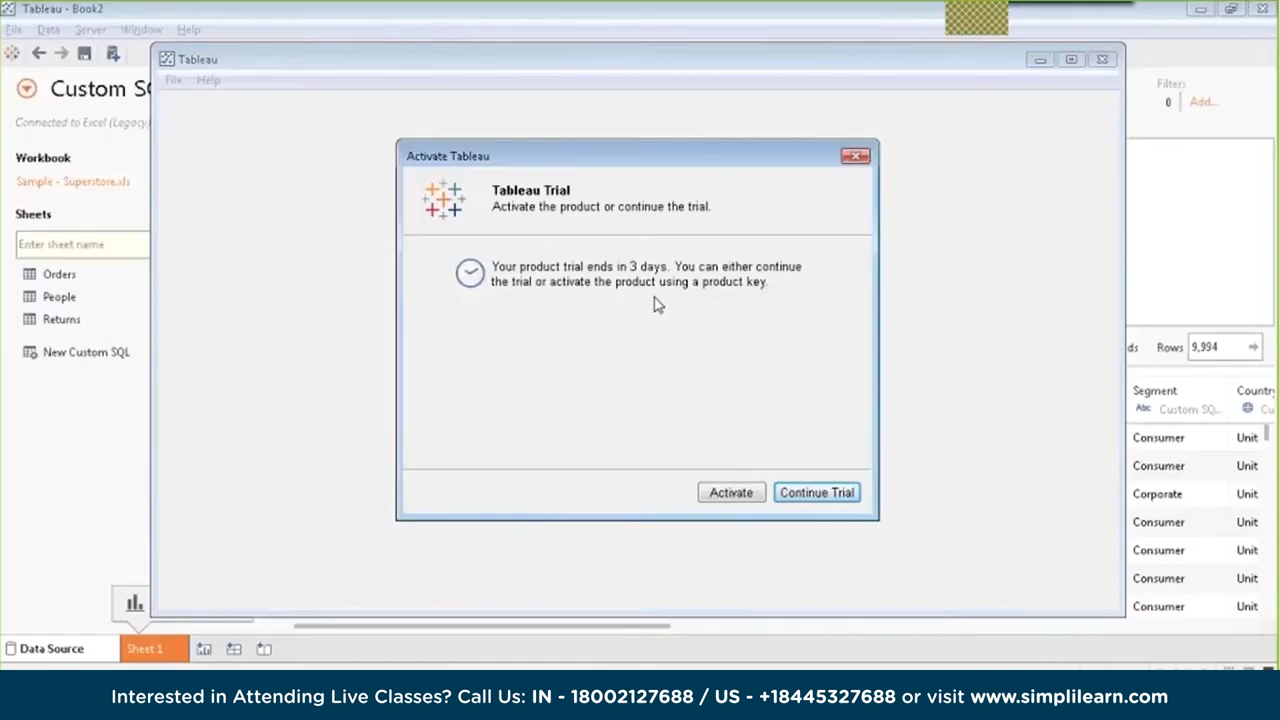 Tableau - Book2
File Data Server Window Help
Tableau
File Help
Custom SQ
Connected to Excel (Legacy)
Filters
0 Add...
Workbook
Sample - Superstore.xls
Sheets
Enter sheet name
Orders
People
Returns
New Custom SQL
Activate Tableau
Tableau Trial
Activate the product or continue the trial.
Your product trial ends in 3 days. You can either continue
the trial or activate the product using a product key.
Activate Continue Trial
ds Rows 9,994
Segment Country
Abc Custom SQ... Cu
Consumer Unit
Consumer Unit
Corporate Unit
Consumer Unit
Consumer Unit
Consumer Unit
Consumer Unit
Data Source Sheet 1
Interested in Attending Live Classes? Call Us: IN - 18002127688 / US - +18445327688 or visit www.simplilearn.com